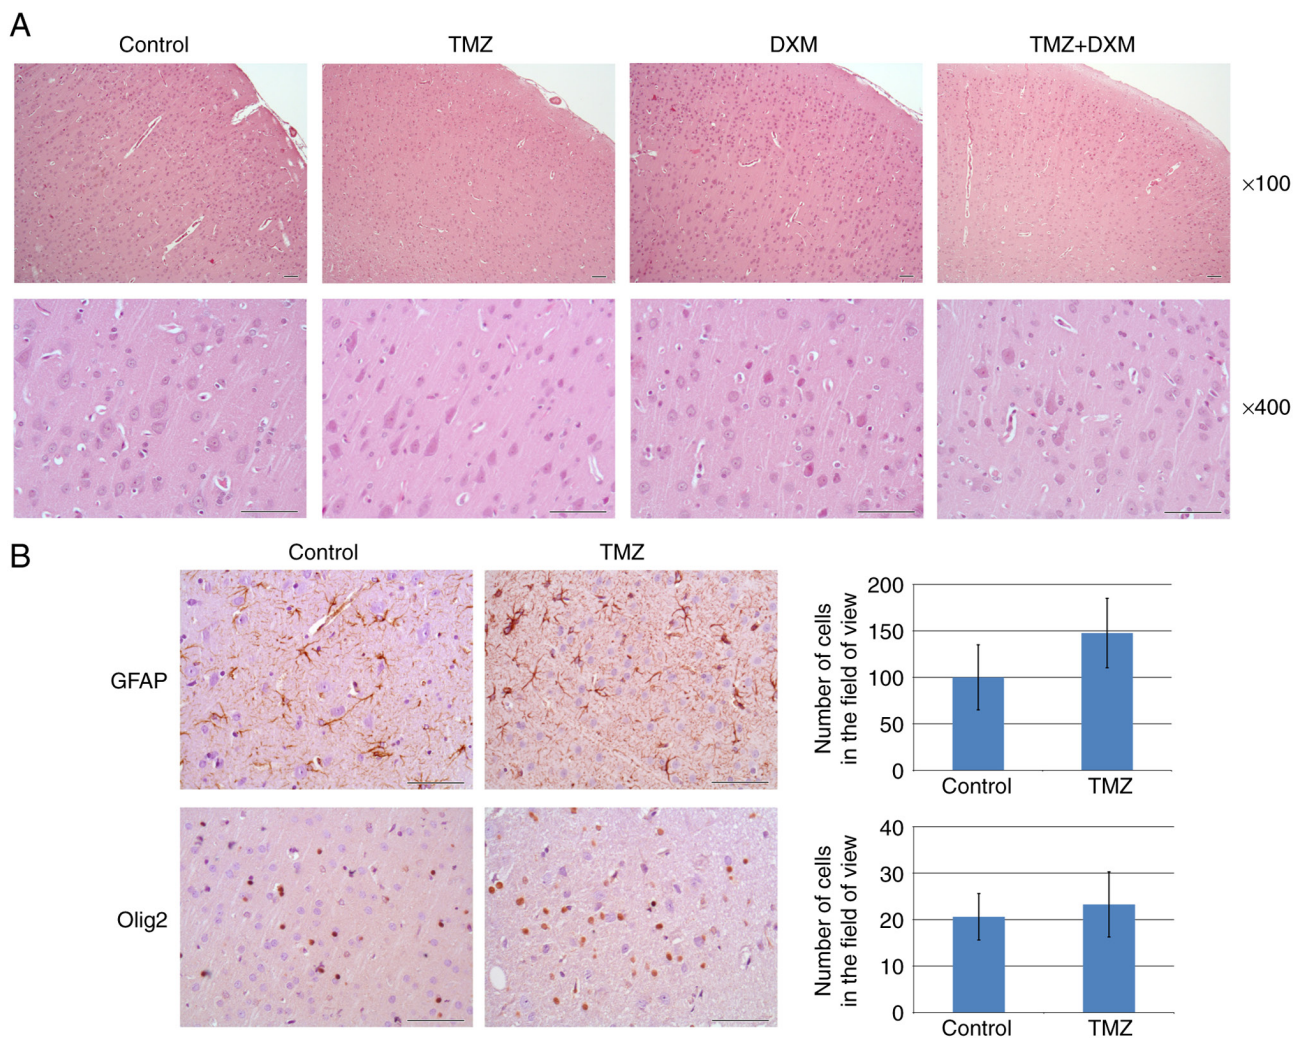 A
Control
TMZ
DXM
TMZ+DXM
×100
×400
B
Control
TMZ
GFAP
Olig2
Number of cells
in the field of view
200
150
100
50
0
Control
TMZ
Number of cells
in the field of view
40
30
20
10
0
Control
TMZ